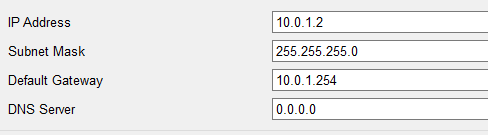 IP Address 10.0.1.2
Subnet Mask 255.255.255.0
Default Gateway 10.0.1.254
DNS Server 0.0.0.0